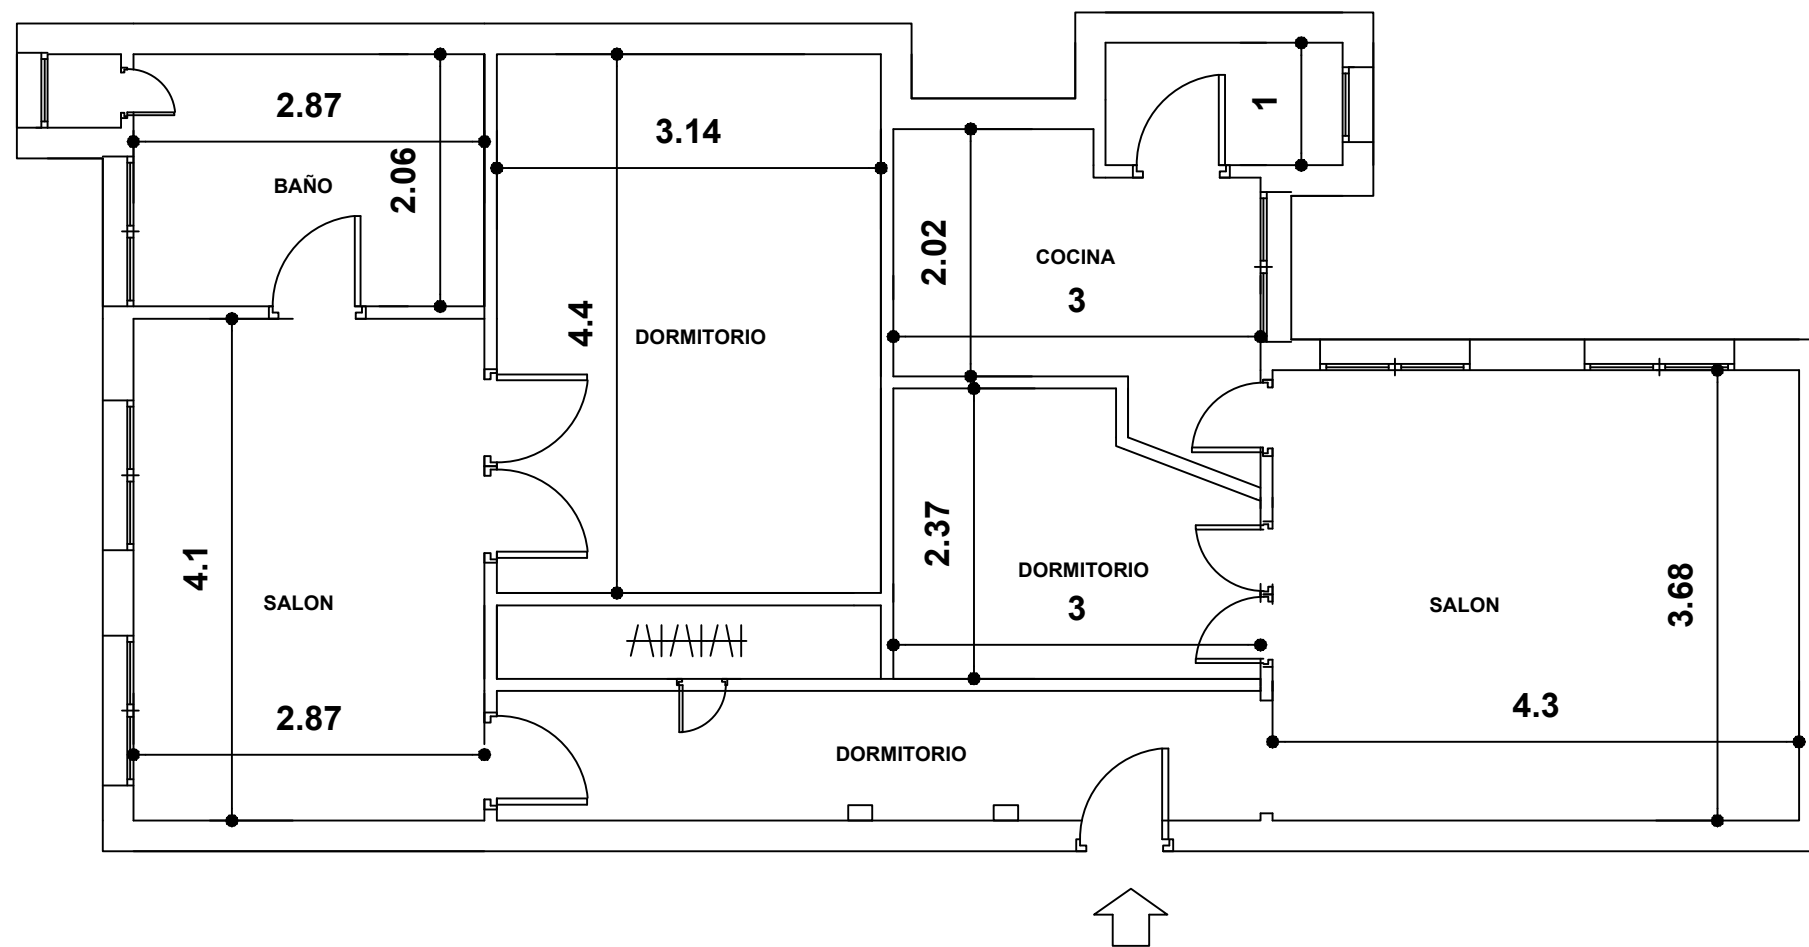 2.87
3.14
1
BAÑO
2.06
2.02
COCINA
3
4.4
DORMITORIO
2.37
4.1
DORMITORIO
3
3.68
SALON
SALON
2.87
4.3
DORMITORIO